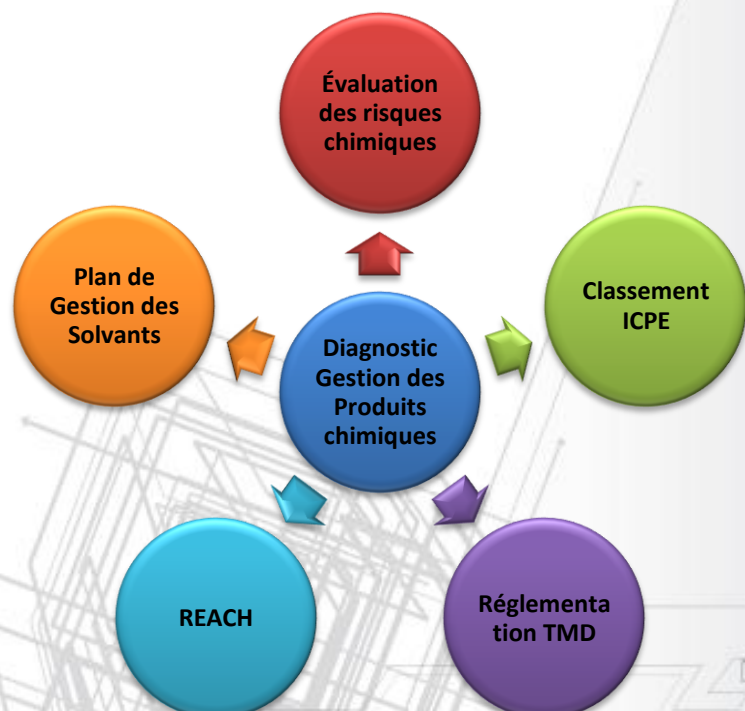 Évaluation
des risques
chimiques
Plan de
Gestion des
Solvants
Classement
ICPE
Diagnostic
Gestion des
Produits
chimiques
REACH
Réglementa
tion TMD